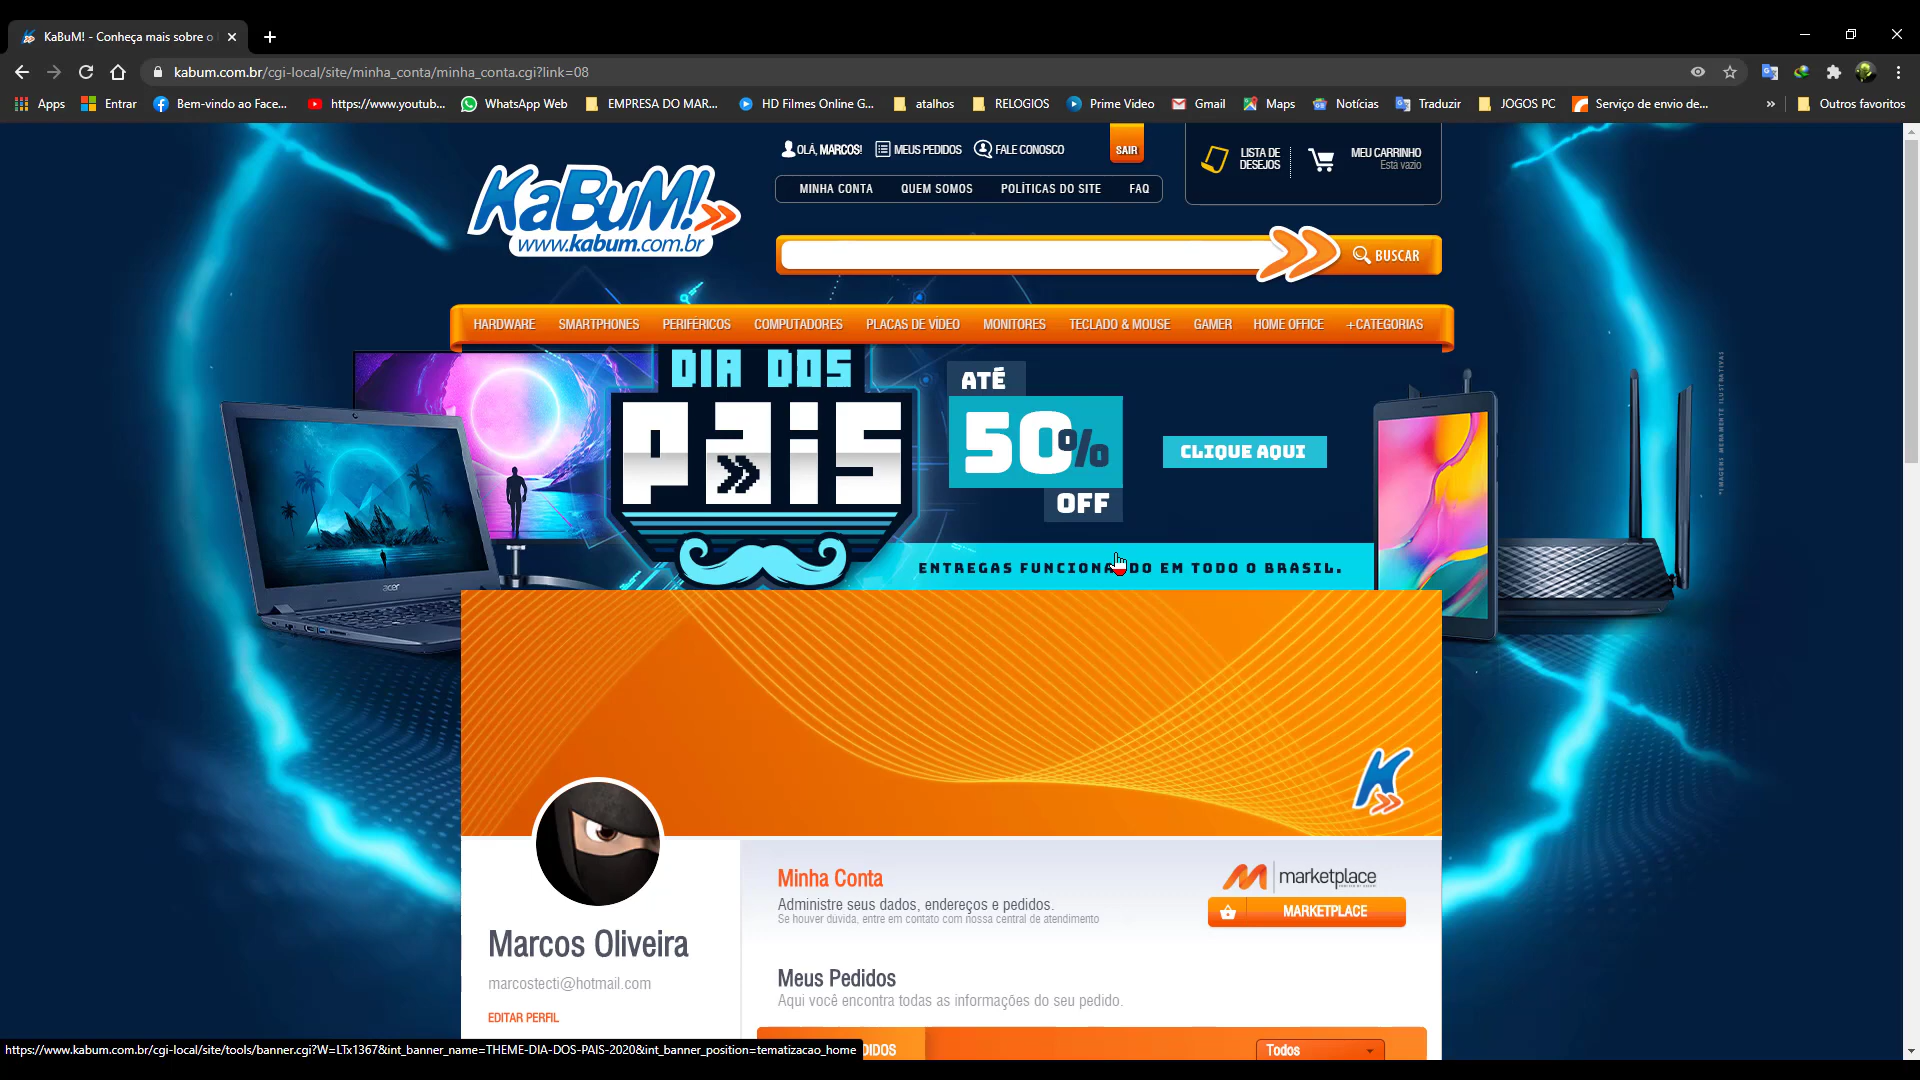 KaBuM! - Conheça mais sobre o
kabum.com.br/cgi-local/site/minha_conta/minha_conta.cgi?link=08
Apps Entrar Bem-vindo ao Face... https://www.youtub... WhatsApp Web EMPRESA DO MAR... HD Filmes Online G... atalhos RELOGIOS Prime Video Gmail Maps Notícias Traduzir JOGOS PC Serviço de envio de... » Outros favoritos
OLÁ, MARCOS! MEUS PEDIDOS FALE CONOSCO SAIR
LISTA DE DESEJOS
MEU CARRINHO
Está vazio
MINHA CONTA QUEM SOMOS POLÍTICAS DO SITE FAQ
KaBuM!
www.kabum.com.br
BUSCAR
HARDWARE SMARTPHONES PERIFÉRICOS COMPUTADORES PLACAS DE VÍDEO MONITORES TECLADO & MOUSE GAMER HOME OFFICE +CATEGORIAS
DIA DOS
pais
ATÉ
50%
OFF
CLIQUE AQUI
*IMAGENS MERAMENTE ILUSTRATIVAS
acer
ENTREGAS FUNCIONANDO EM TODO O BRASIL.
K
Minha Conta
Administre seus dados, endereços e pedidos.
Se houver dúvida, entre em contato com nossa central de atendimento
marketplace
MARKETPLACE
Marcos Oliveira
marcostecti@hotmail.com
EDITAR PERFIL
Meus Pedidos
Aqui você encontra todas as informações do seu pedido.
DIDOS
Todos
https://www.kabum.com.br/cgi-local/site/tools/banner.cgi?W=LTx1367&int_banner_name=THEME-DIA-DOS-PAIS-2020&int_banner_position=tematizacao_home